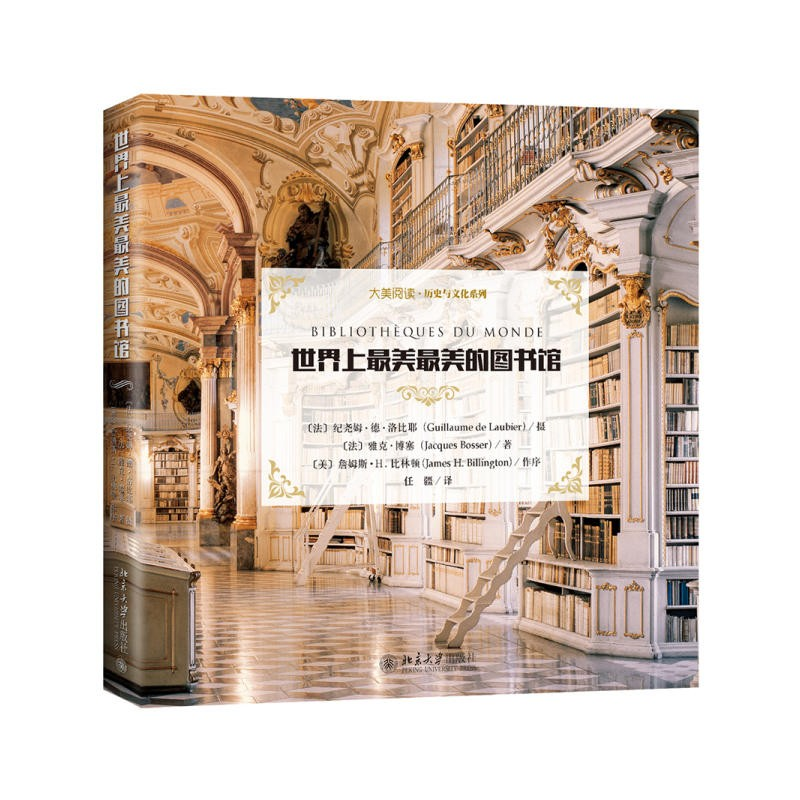 世界上最美最美的图书馆
北京大学出版社
PEKING UNIVERSITY PRESS
大美阅读·历史与文化系列
BIBLIOTHÈQUES DU MONDE
世界上最美最美的图书馆
〔法〕纪尧姆·德·洛比耶 (Guillaume de Laubier) / 摄
〔法〕雅克·博塞 (Jacques Bosser) / 著
〔美〕詹姆斯·H. 比林顿 (James H. Billington) / 作序
任 疆 / 译
北京大学出版社
PEKING UNIVERSITY PRESS